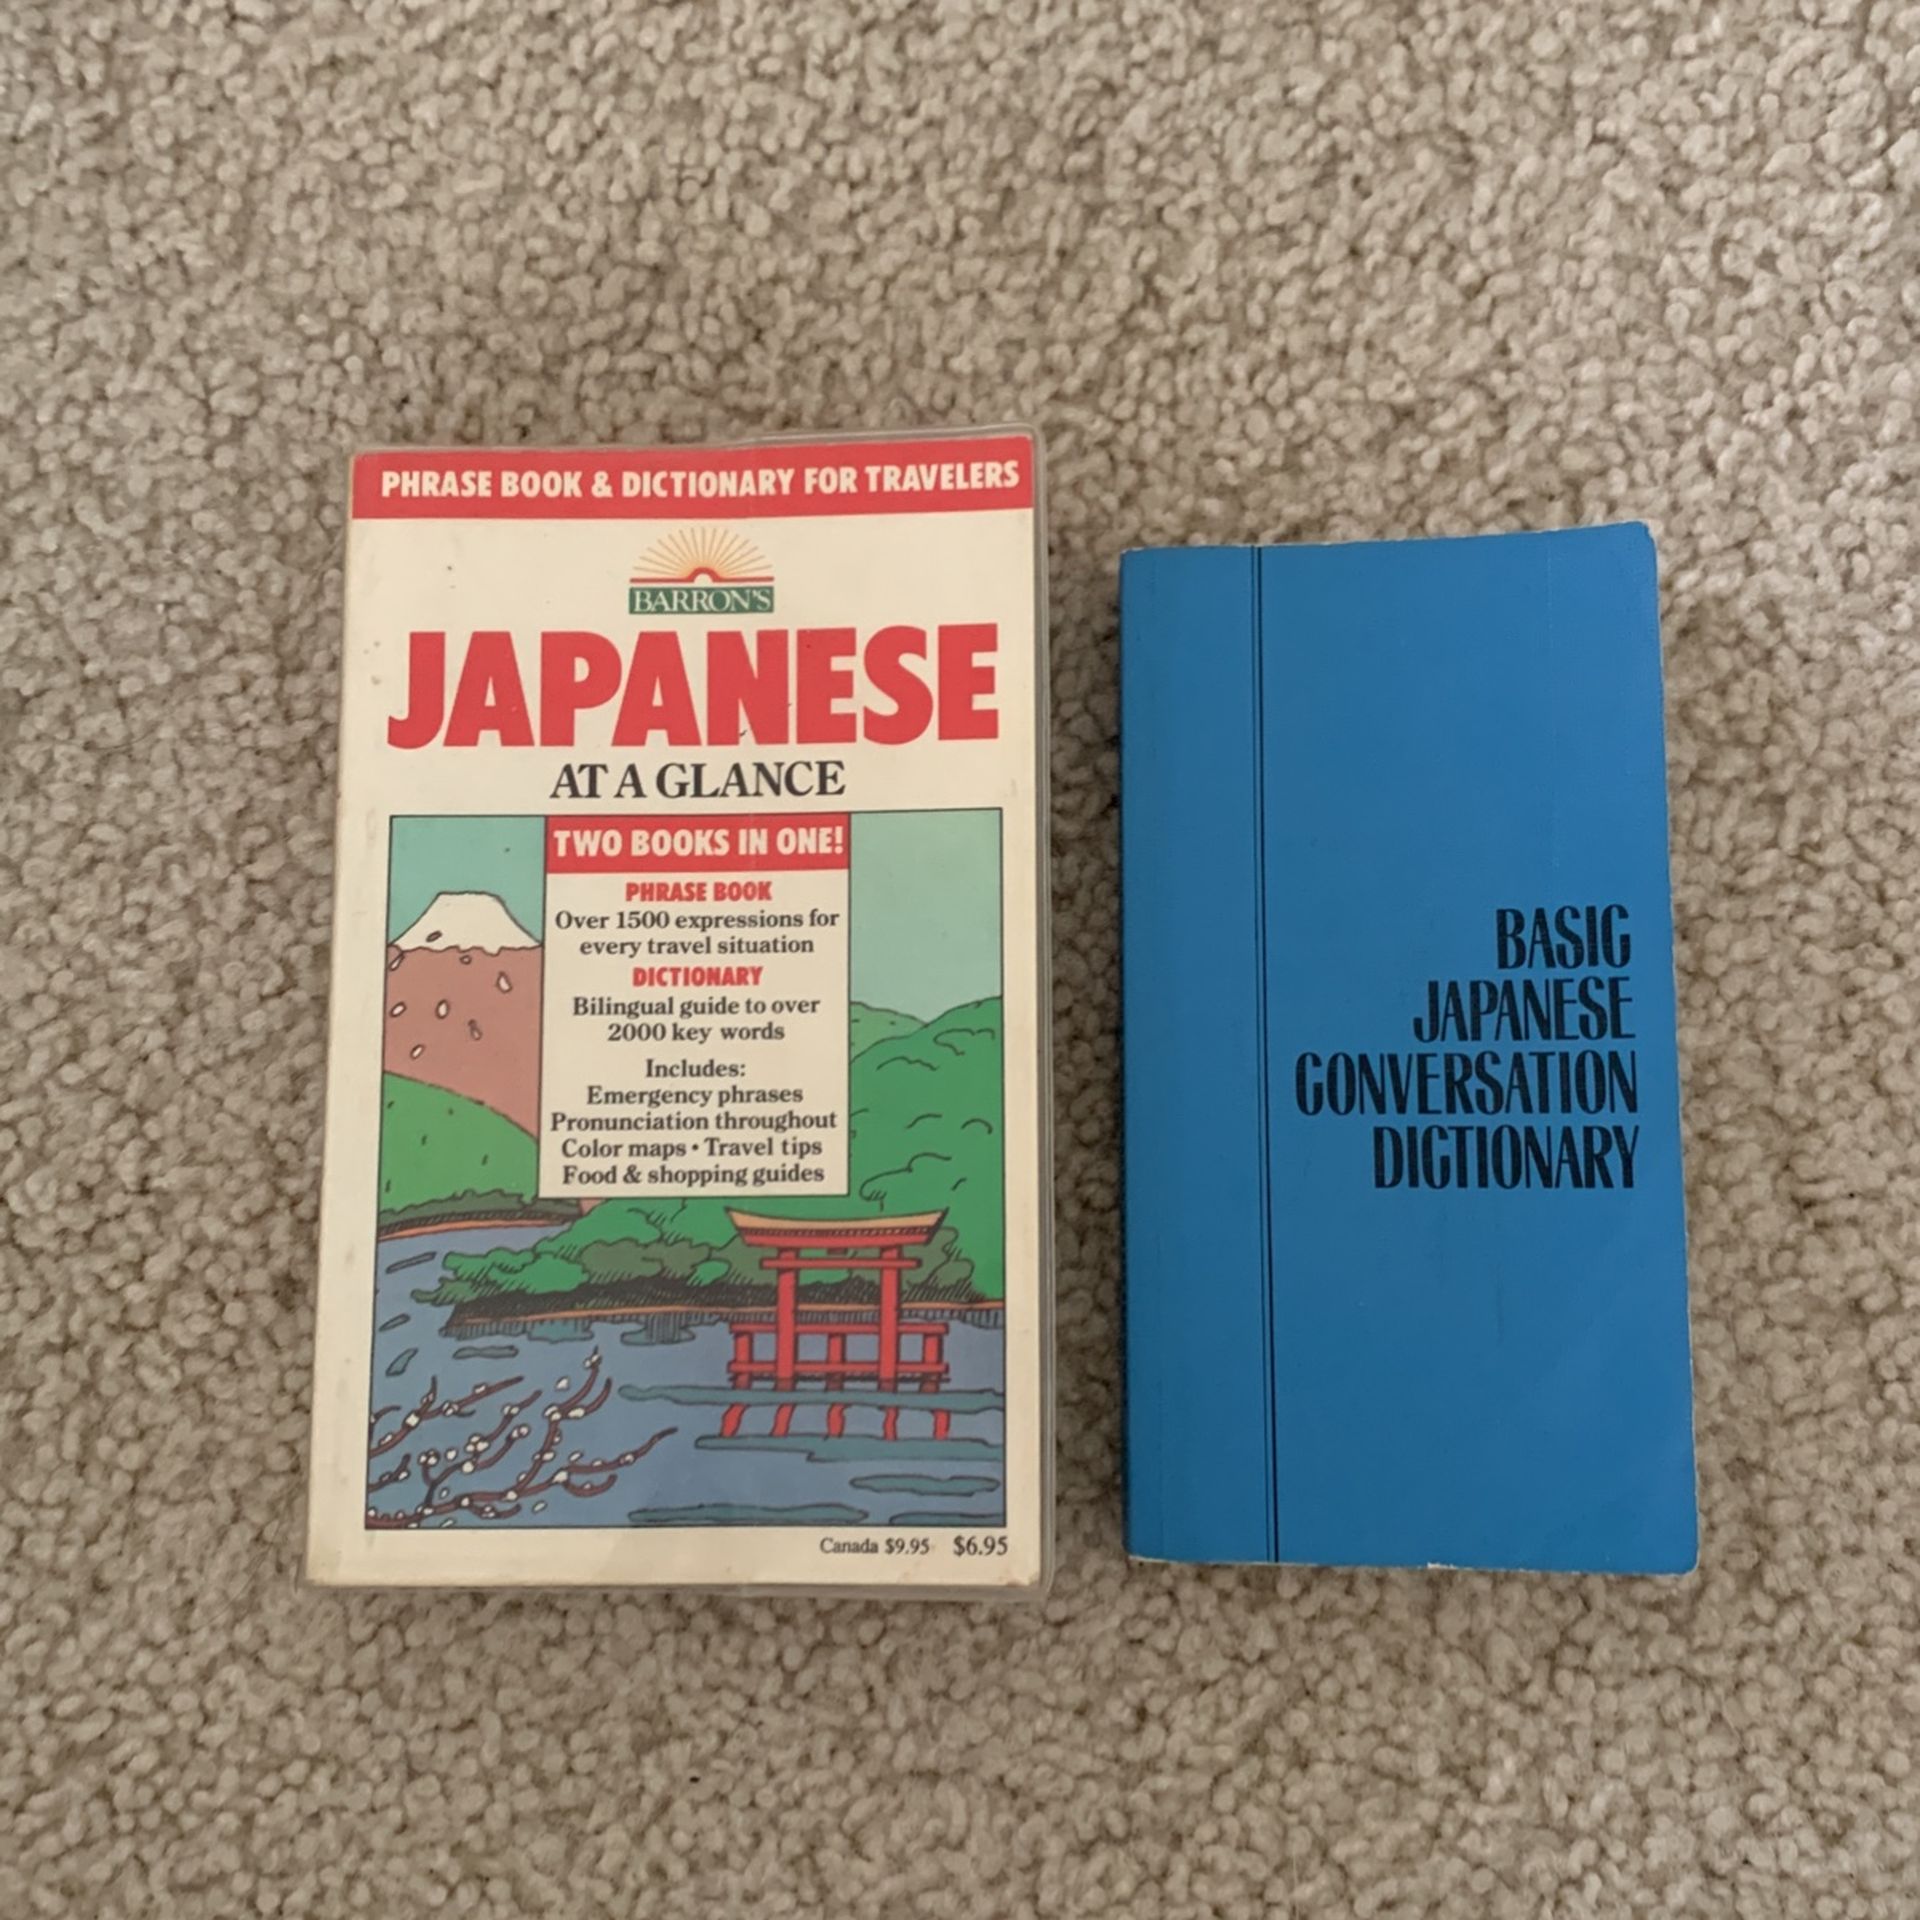 PHRASE BOOK & DICTIONARY FOR TRAVELERS
BARRON'S
JAPANESE
AT A GLANCE
TWO BOOKS IN ONE!
PHRASE BOOK
Over 1500 expressions for
every travel situation
DICTIONARY
Bilingual guide to over
2000 key words
Includes:
Emergency phrases
Pronunciation throughout
Color maps • Travel tips
Food & shopping guides
Canada $9.95 $6.95
BASIC
JAPANESE
CONVERSATION
DICTIONARY